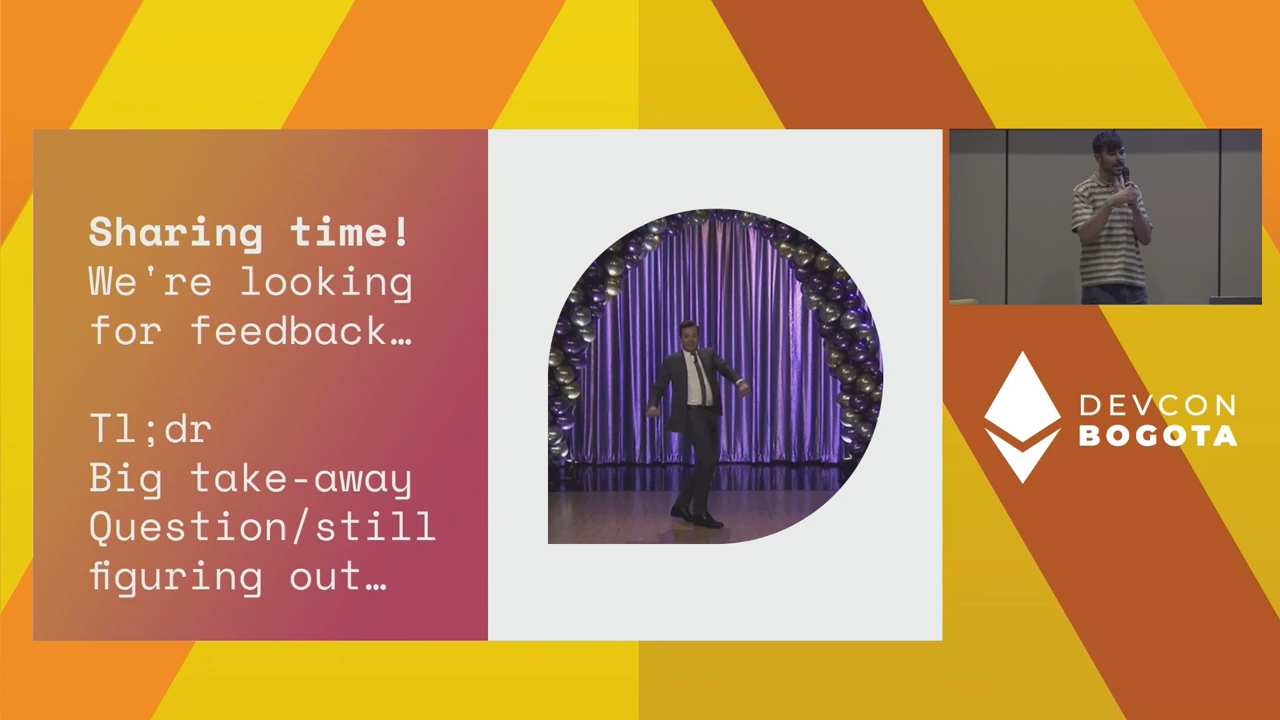 Sharing time!
We're looking
for feedback…
Tl;dr
Big take-away
Question/still
figuring out…
DEVCON
BOGOTA